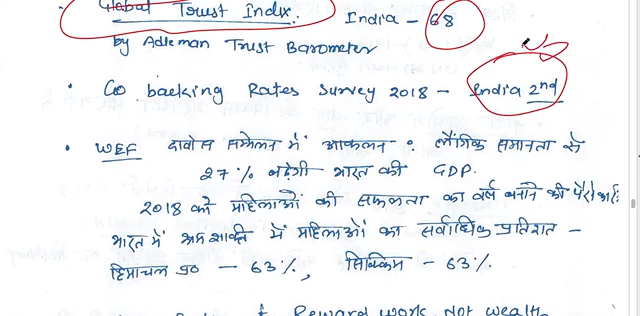 Global Trust Index. India - 68
by Adleman Trust Barometer
Co backing Rates Survey 2018 - India 2nd
WEF दावोस सम्मेलन में आकलन : लैंगिक समानता से
27% बढ़ेगी भारत की GDP.
2018 को महिलाओं की सफलता का वर्ष बनाने की पैरो
भारत में श्रम शक्ति में महिलाओं का सर्वाधिक प्रतिशत -
हिमाचल प्र० - 63%, सिक्किम - 63%.
Reward work, Not wealth